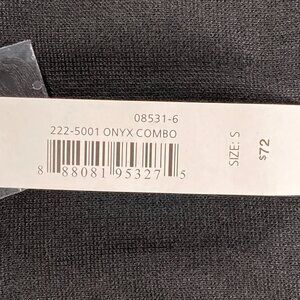 08531-6
222-5001 ONYX COMBO
8 88081 95327 5
SIZE: S
$72